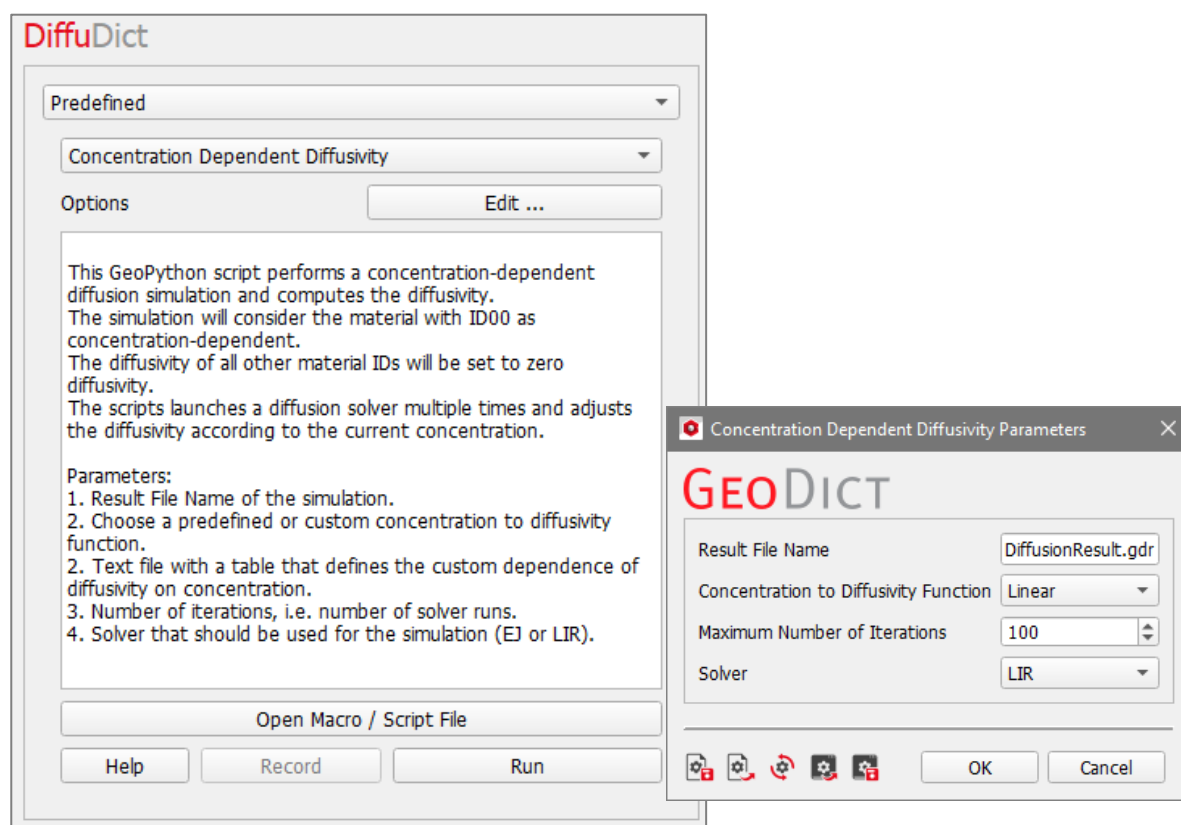 DiffuDict
Predefined
Concentration Dependent Diffusivity
Options
Edit ...
This GeoPython script performs a concentration-dependent
diffusion simulation and computes the diffusivity.
The simulation will consider the material with ID00 as
concentration-dependent.
The diffusivity of all other material IDs will be set to zero
diffusivity.
The scripts launches a diffusion solver multiple times and adjusts
the diffusivity according to the current concentration.
Parameters:
1. Result File Name of the simulation.
2. Choose a predefined or custom concentration to diffusivity
function.
2. Text file with a table that defines the custom dependence of
diffusivity on concentration.
3. Number of iterations, i.e. number of solver runs.
4. Solver that should be used for the simulation (EJ or LIR).
Open Macro / Script File
Help
Record
Run
Concentration Dependent Diffusivity Parameters
GEODICT
Result File Name
DiffusionResult.gdr
Concentration to Diffusivity Function
Linear
Maximum Number of Iterations
100
Solver
LIR
OK
Cancel